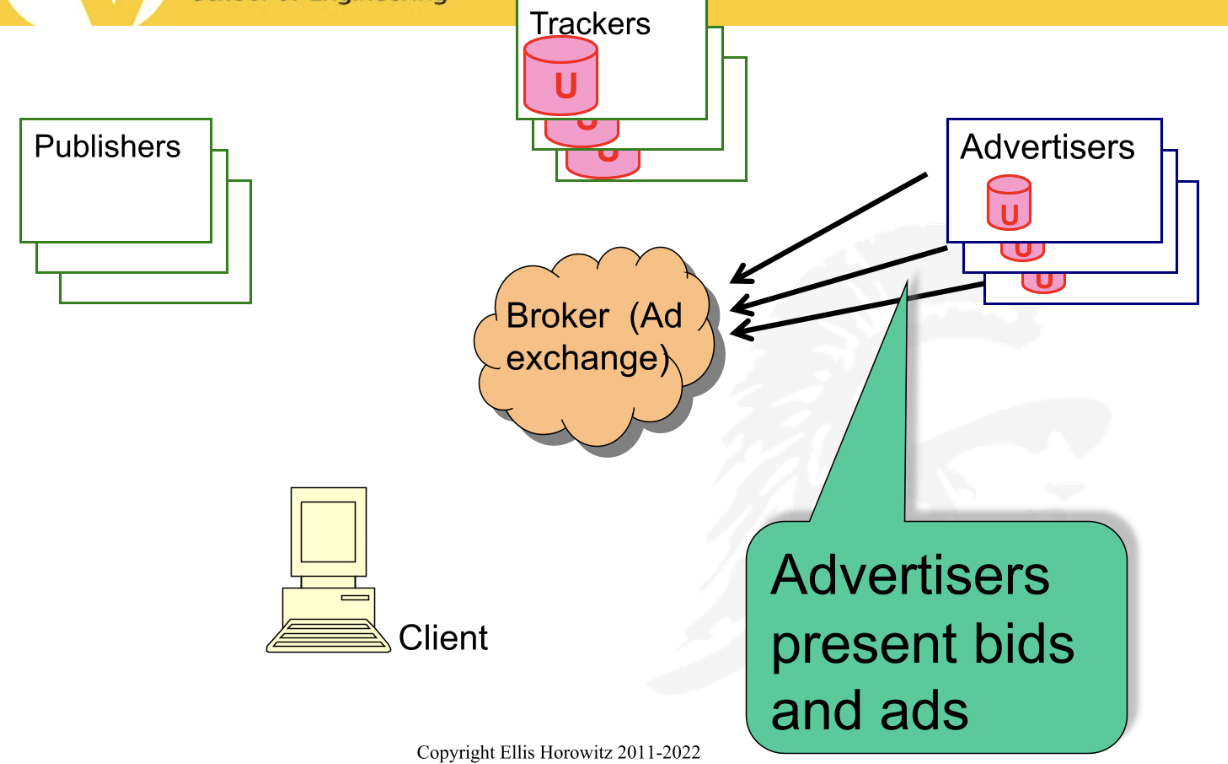 School of Engineering
Trackers
U
U
U
Publishers
Advertisers
U
U
U
Broker (Ad
exchange)
Client
Advertisers
present bids
and ads
Copyright Ellis Horowitz 2011-2022